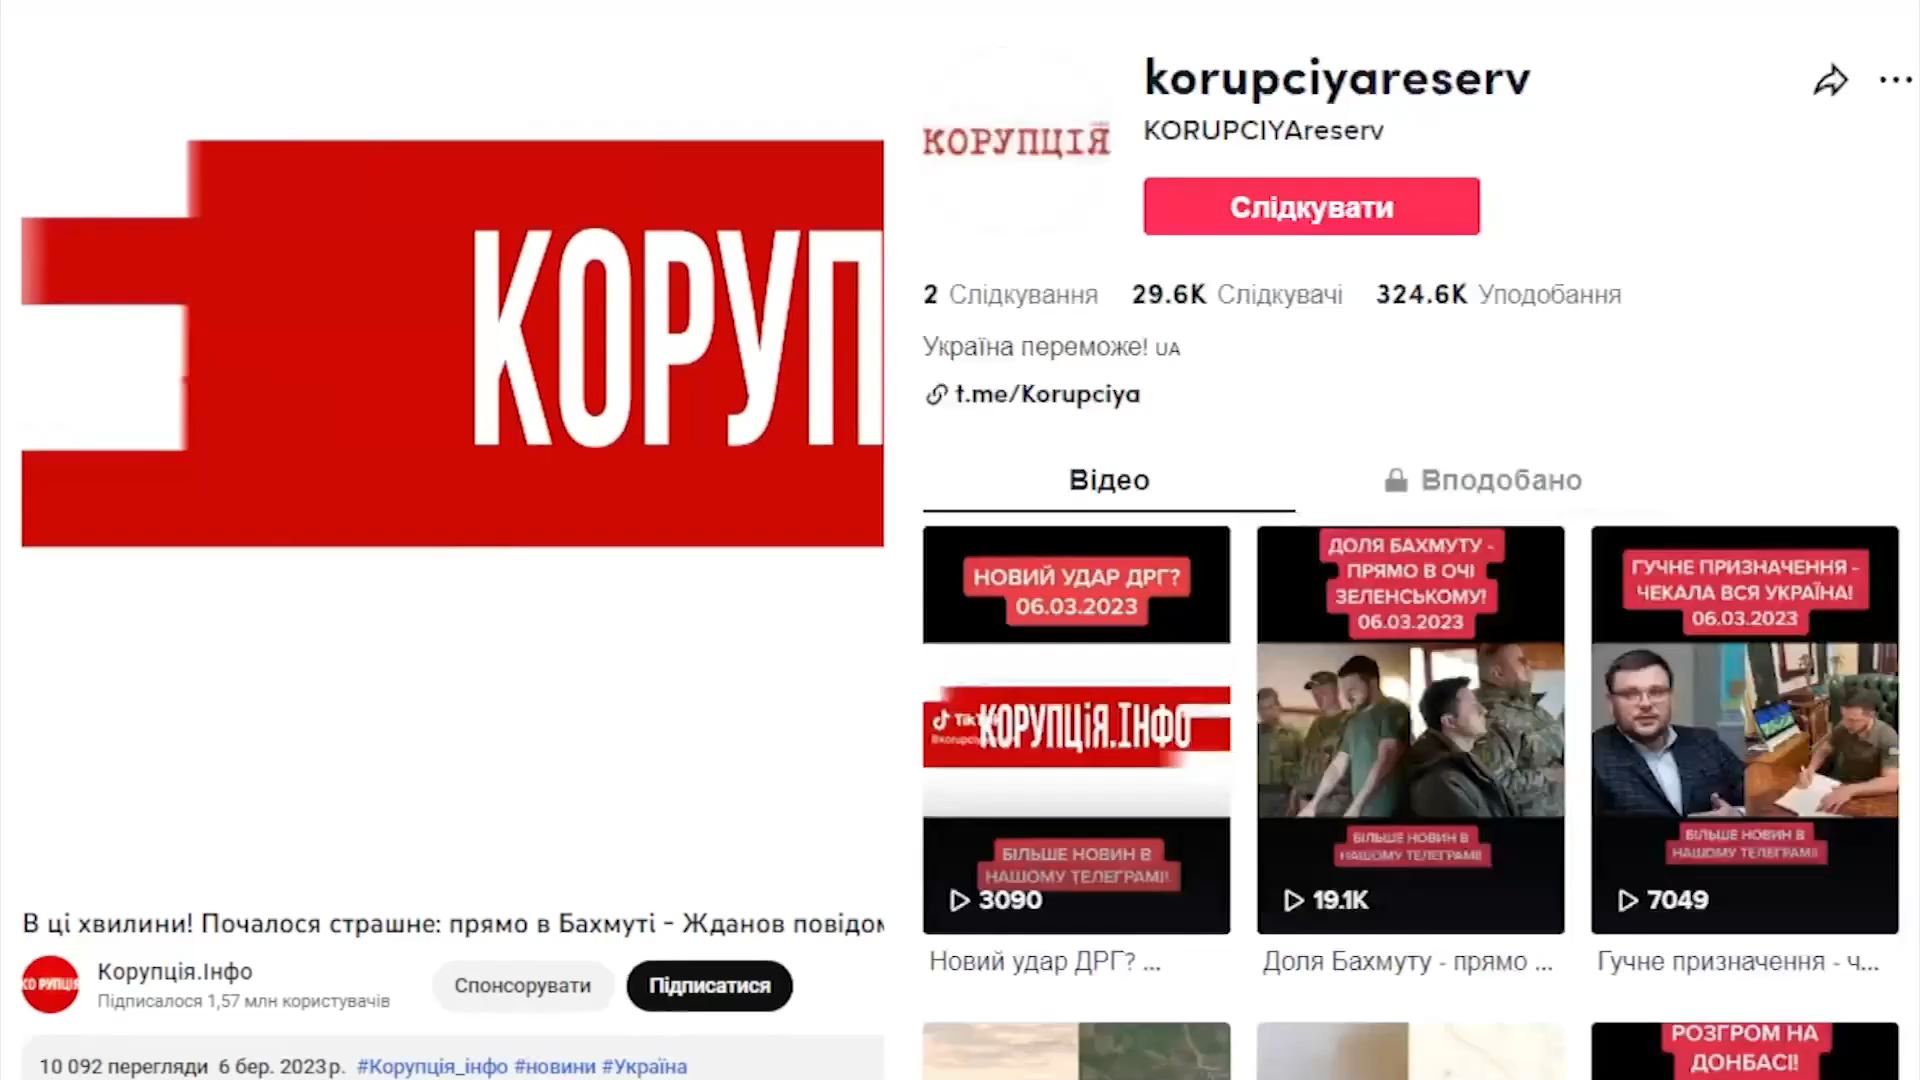 КОРУП
В ці хвилини! Почалося страшне: прямо в Бахмуті - Жданов повідом
КОРУПЦІЯ
Корупція.Інфо
Підписалося 1,57 млн користувачів
Спонсорувати
Підписатися
10 092 перегляди 6 бер. 2023 р. #Корупція_інфо #новини #Україна
КОРУПЦІЯ
korupciyareserv
KORUPCIYAreserv
Слідкувати
2 Слідкування 29.6K Слідкувачі 324.6K Уподобання
Україна переможе! UA
t.me/Korupciya
Відео
Вподобано
НОВИЙ УДАР ДРГ?
06.03.2023
TikT
КОРУПЦіЯ.ІНФО
БІЛЬШЕ НОВИН В
НАШОМУ ТЕЛЕГРАМІ!
3090
Новий удар ДРГ? ...
ДОЛЯ БАХМУТУ -
ПРЯМО В ОЧІ
ЗЕЛЕНСЬКОМУ!
06.03.2023
БІЛЬШЕ НОВИН В
НАШОМУ ТЕЛЕГРАМІ!
19.1K
Доля Бахмуту - прямо ...
ГУЧНЕ ПРИЗНАЧЕННЯ -
ЧЕКАЛА ВСЯ УКРАЇНА!
06.03.2023
БІЛЬШЕ НОВИН В
НАШОМУ ТЕЛЕГРАМІ!
7049
Гучне призначення - ч...
РОЗГРОМ НА
ДОНБАСІ!